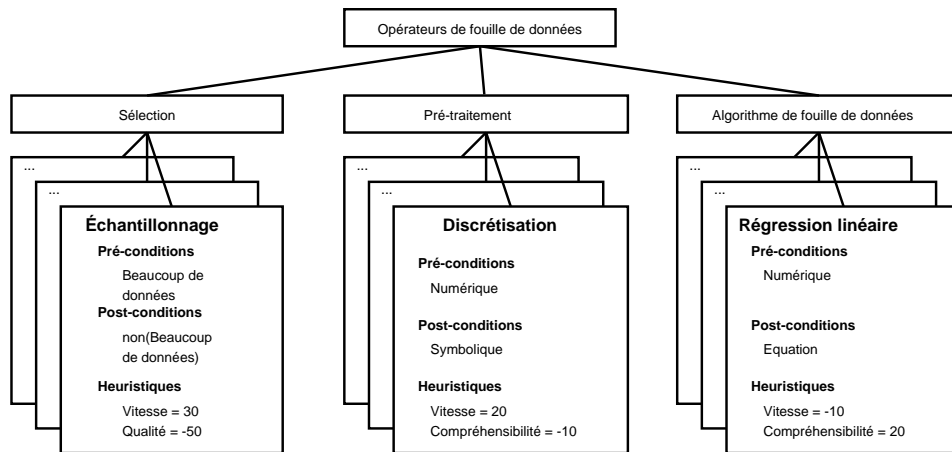 Opérateurs de fouille de données
Sélection
Pré-traitement
Algorithme de fouille de données
...
...
Échantillonnage
Pré-conditions
Beaucoup de
données
Post-conditions
non(Beaucoup
de données)
Heuristiques
Vitesse = 30
Qualité = -50
...
...
Discrétisation
Pré-conditions
Numérique
Post-conditions
Symbolique
Heuristiques
Vitesse = 20
Compréhensibilité = -10
...
...
Régression linéaire
Pré-conditions
Numérique
Post-conditions
Equation
Heuristiques
Vitesse = -10
Compréhensibilité = 20